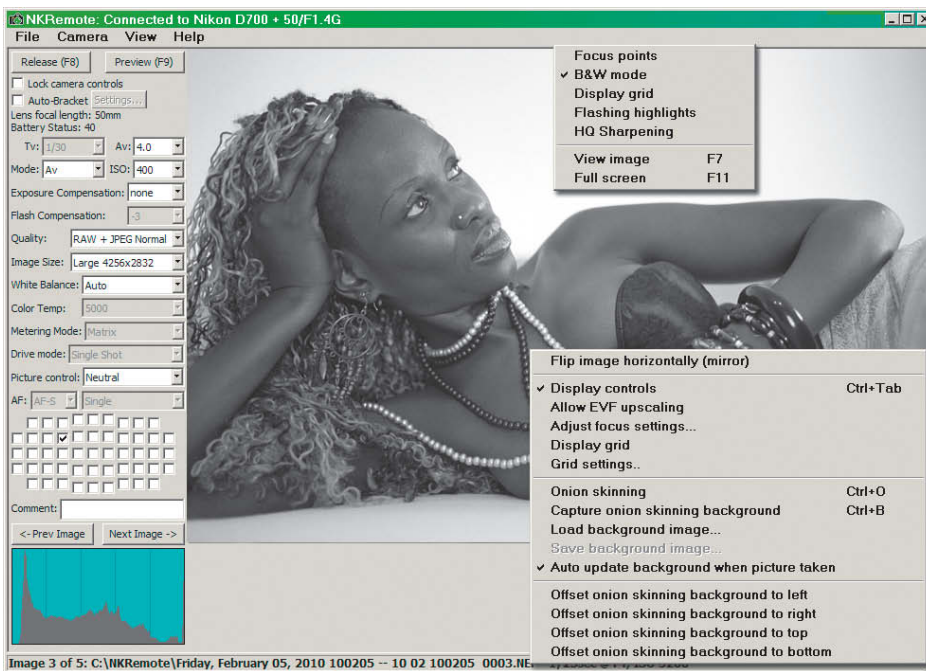 NKRemote: Connected to Nikon D700 + 50/F1.4G
File Camera View Help
Release (F8) Preview (F9)
Lock camera controls
Auto-Bracket Settings...
Lens focal length: 50mm
Battery Status: 40
Tv: 1/30 Av: 4.0
Mode: Av ISO: 400
Exposure Compensation: none
Flash Compensation: -3
Quality: RAW + JPEG Normal
Image Size: Large 4256x2832
White Balance: Auto
Color Temp: 5000
Metering Mode: Matrix
Drive mode: Single Shot
Picture control: Neutral
AF: AF-S Single
Comment:
<- Prev Image Next Image ->
Focus points
B&W mode
Display grid
Flashing highlights
HQ Sharpening
View image F7
Full screen F11
Flip image horizontally (mirror)
Display controls Ctrl+Tab
Allow EVF upscaling
Adjust focus settings...
Display grid
Grid settings..
Onion skinning Ctrl+O
Capture onion skinning background Ctrl+B
Load background image...
Save background image...
Auto update background when picture taken
Offset onion skinning background to left
Offset onion skinning background to right
Offset onion skinning background to top
Offset onion skinning background to bottom
Image 3 of 5: C:\NKRemote\Friday, February 05, 2010 100205 -- 10 02 100205 0003.NE